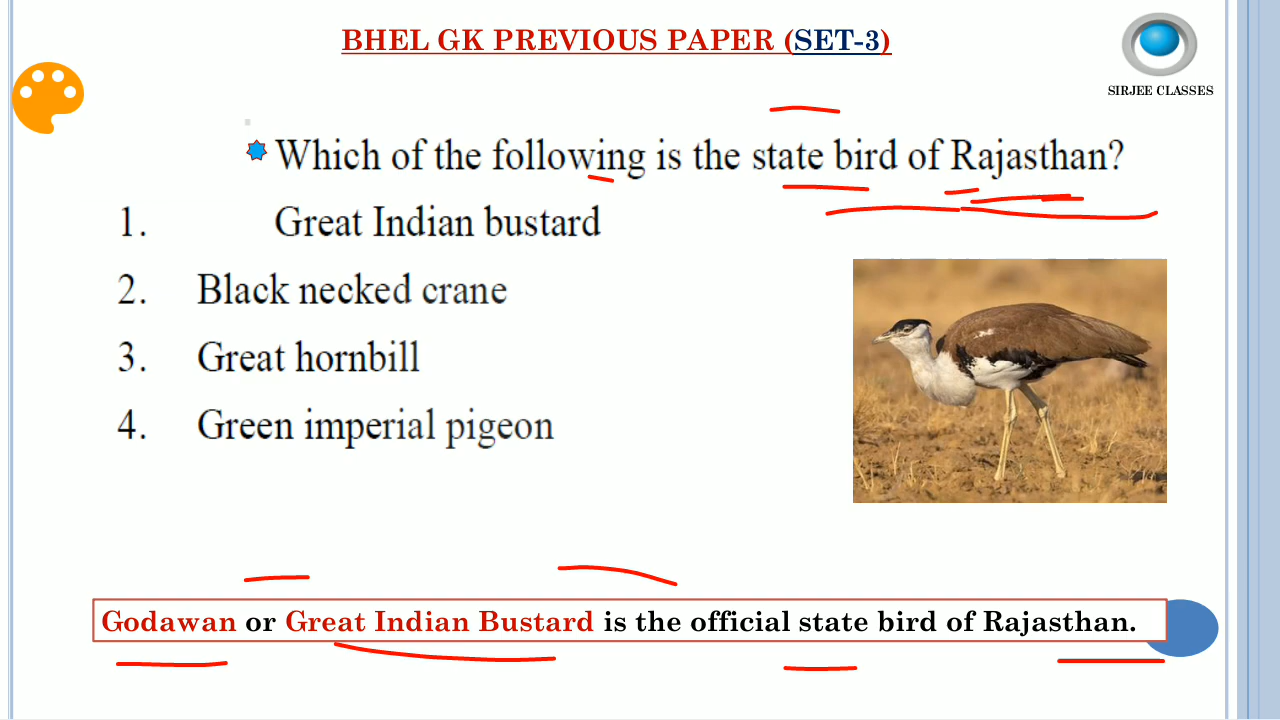 BHEL GK PREVIOUS PAPER (SET-3)
SIRJEE CLASSES
Which of the following is the state bird of Rajasthan?
1. Great Indian bustard
2. Black necked crane
3. Great hornbill
4. Green imperial pigeon
Godawan or Great Indian Bustard is the official state bird of Rajasthan.